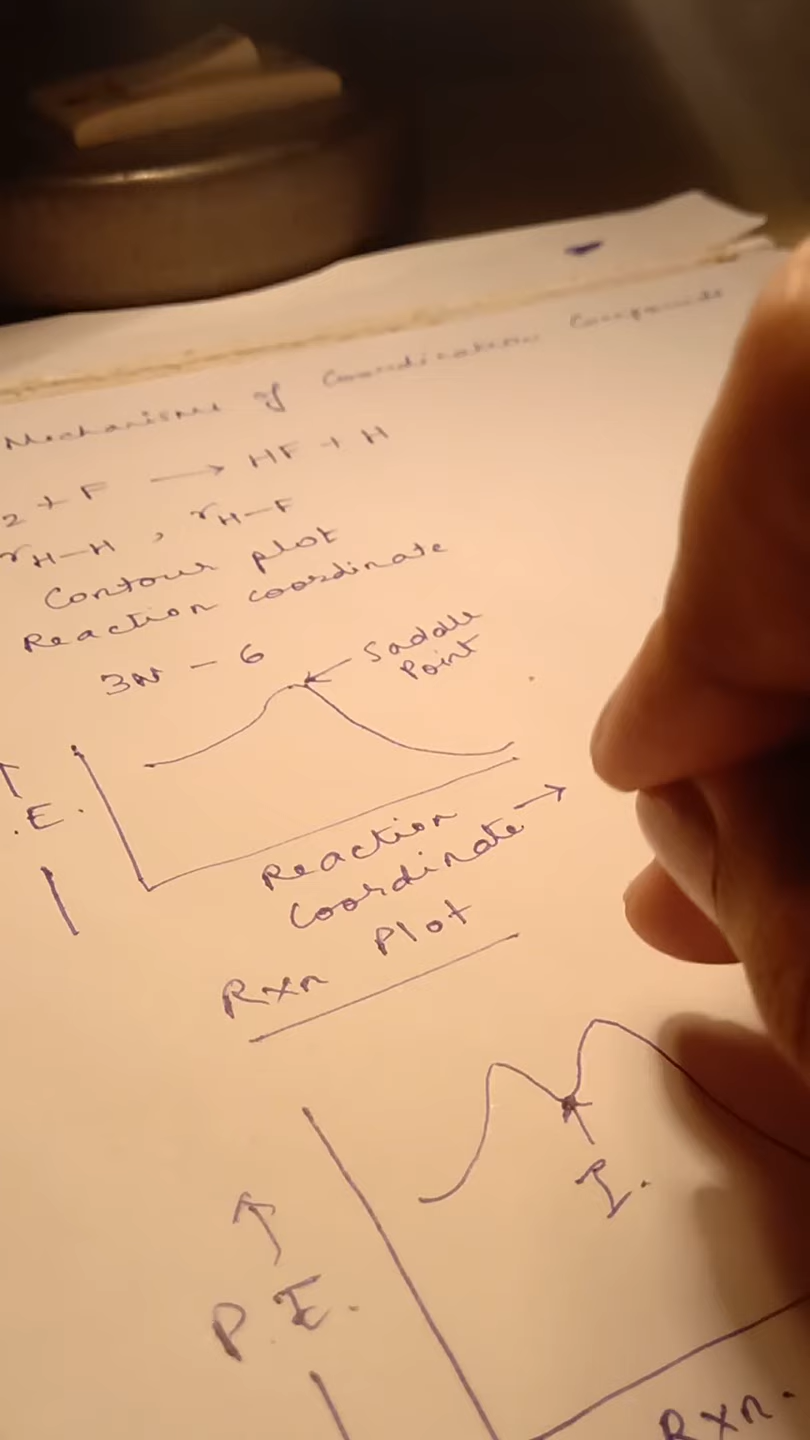 Mechanisms of Coordination Compounds
2 + F → HF + H
rH-H , rH-F
Contour plot
Reaction coordinate
3N - 6
Saddle
Point
.E.
Reaction
Coordinate →
Rxn Plot
I.
P.E.
Rxn.